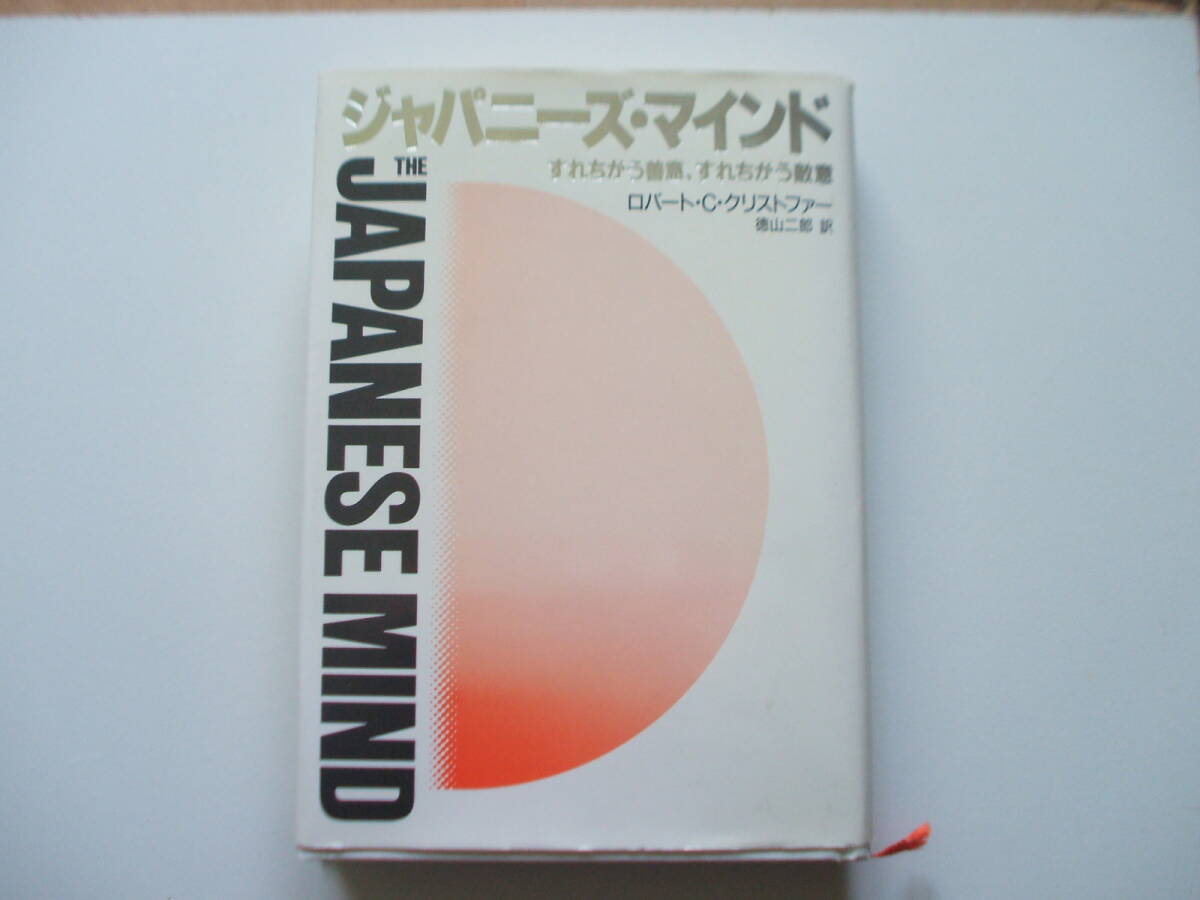 ジャパニーズ・マインド
すれちがう善意、すれちがう敵意
ロバート・C・クリストファー
徳山二郎 訳
THE
JAPANESE MIND